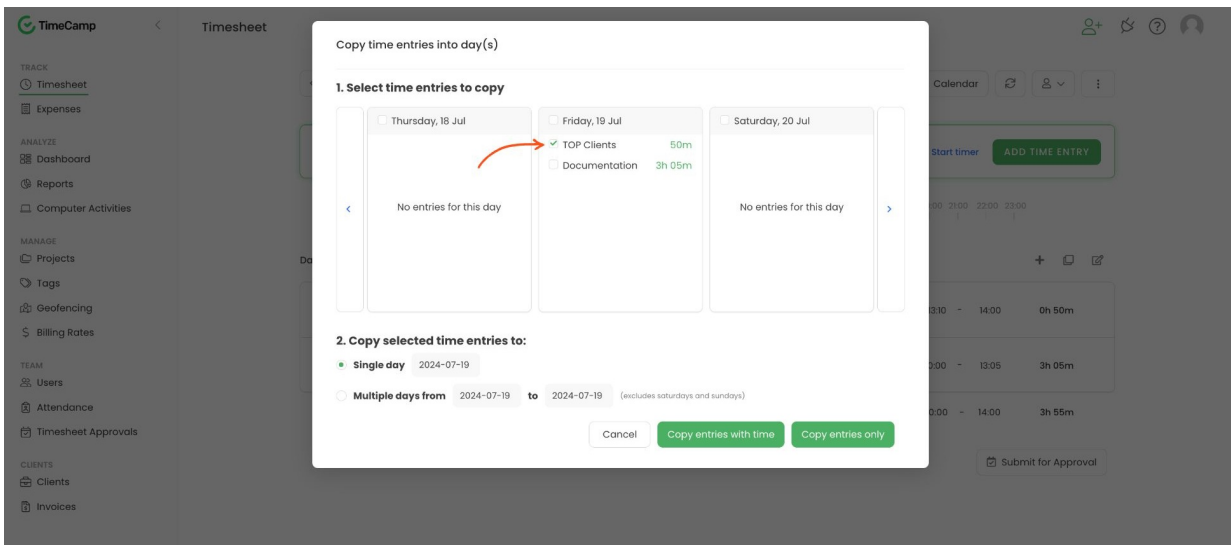 TimeCamp
Timesheet
TRACK
Timesheet
Expenses
ANALYZE
Dashboard
Reports
Computer Activities
MANAGE
Projects
Tags
Geofencing
Billing Rates
TEAM
Users
Attendance
Timesheet Approvals
CLIENTS
Clients
Invoices
Copy time entries into day(s)
1. Select time entries to copy
Thursday, 18 Jul
No entries for this day
Friday, 19 Jul
TOP Clients 50m
Documentation 3h 05m
Saturday, 20 Jul
No entries for this day
2. Copy selected time entries to:
Single day 2024-07-19
Multiple days from 2024-07-19 to 2024-07-19 (excludes saturdays and sundays)
Cancel Copy entries with time Copy entries only
Calendar
Start timer ADD TIME ENTRY
21:00 22:00 23:00
13:10 - 14:00 0h 50m
- 13:05 3h 05m
- 14:00 3h 55m
Submit for Approval